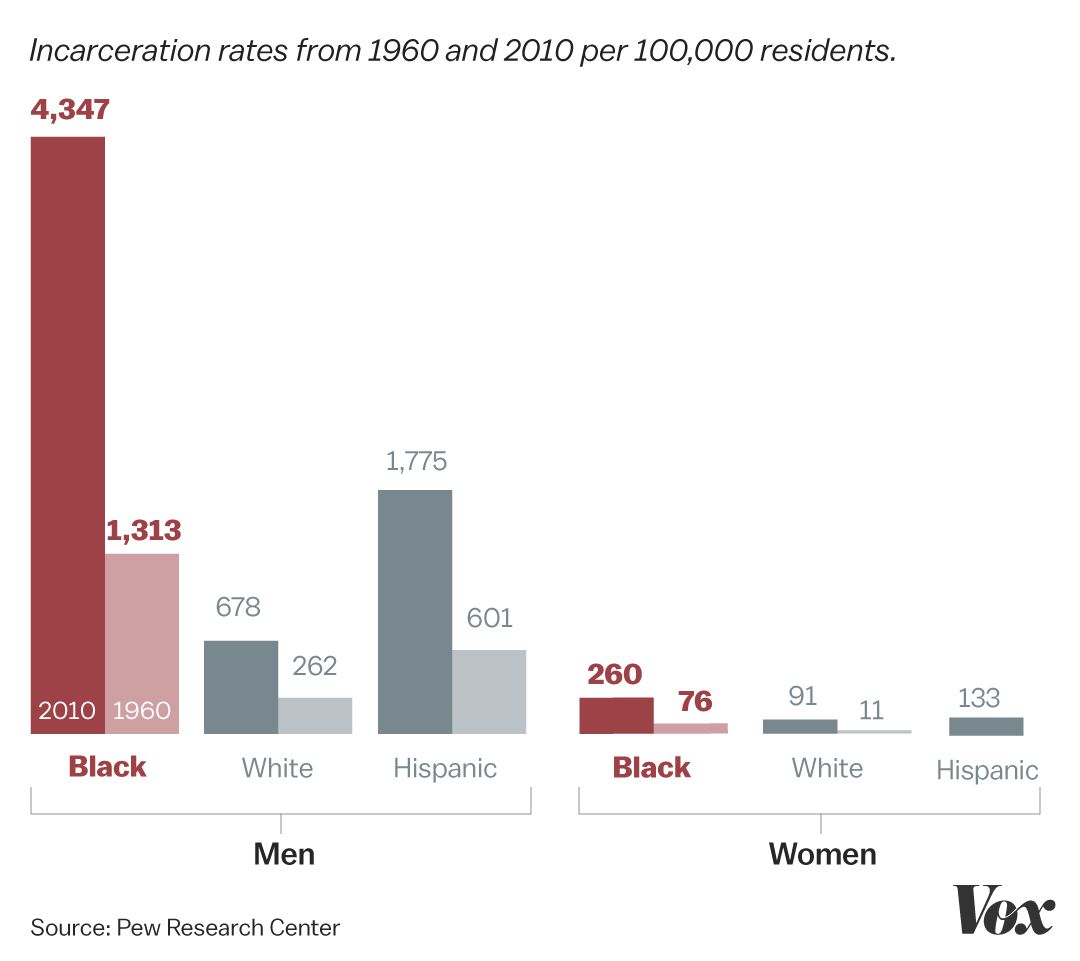 Incarceration rates from 1960 and 2010 per 100,000 residents.
4,347
1,313
678
262
1,775
601
260
76
91
11
133
2010 1960
Black White Hispanic Black White Hispanic
Men Women
Source: Pew Research Center
Vox